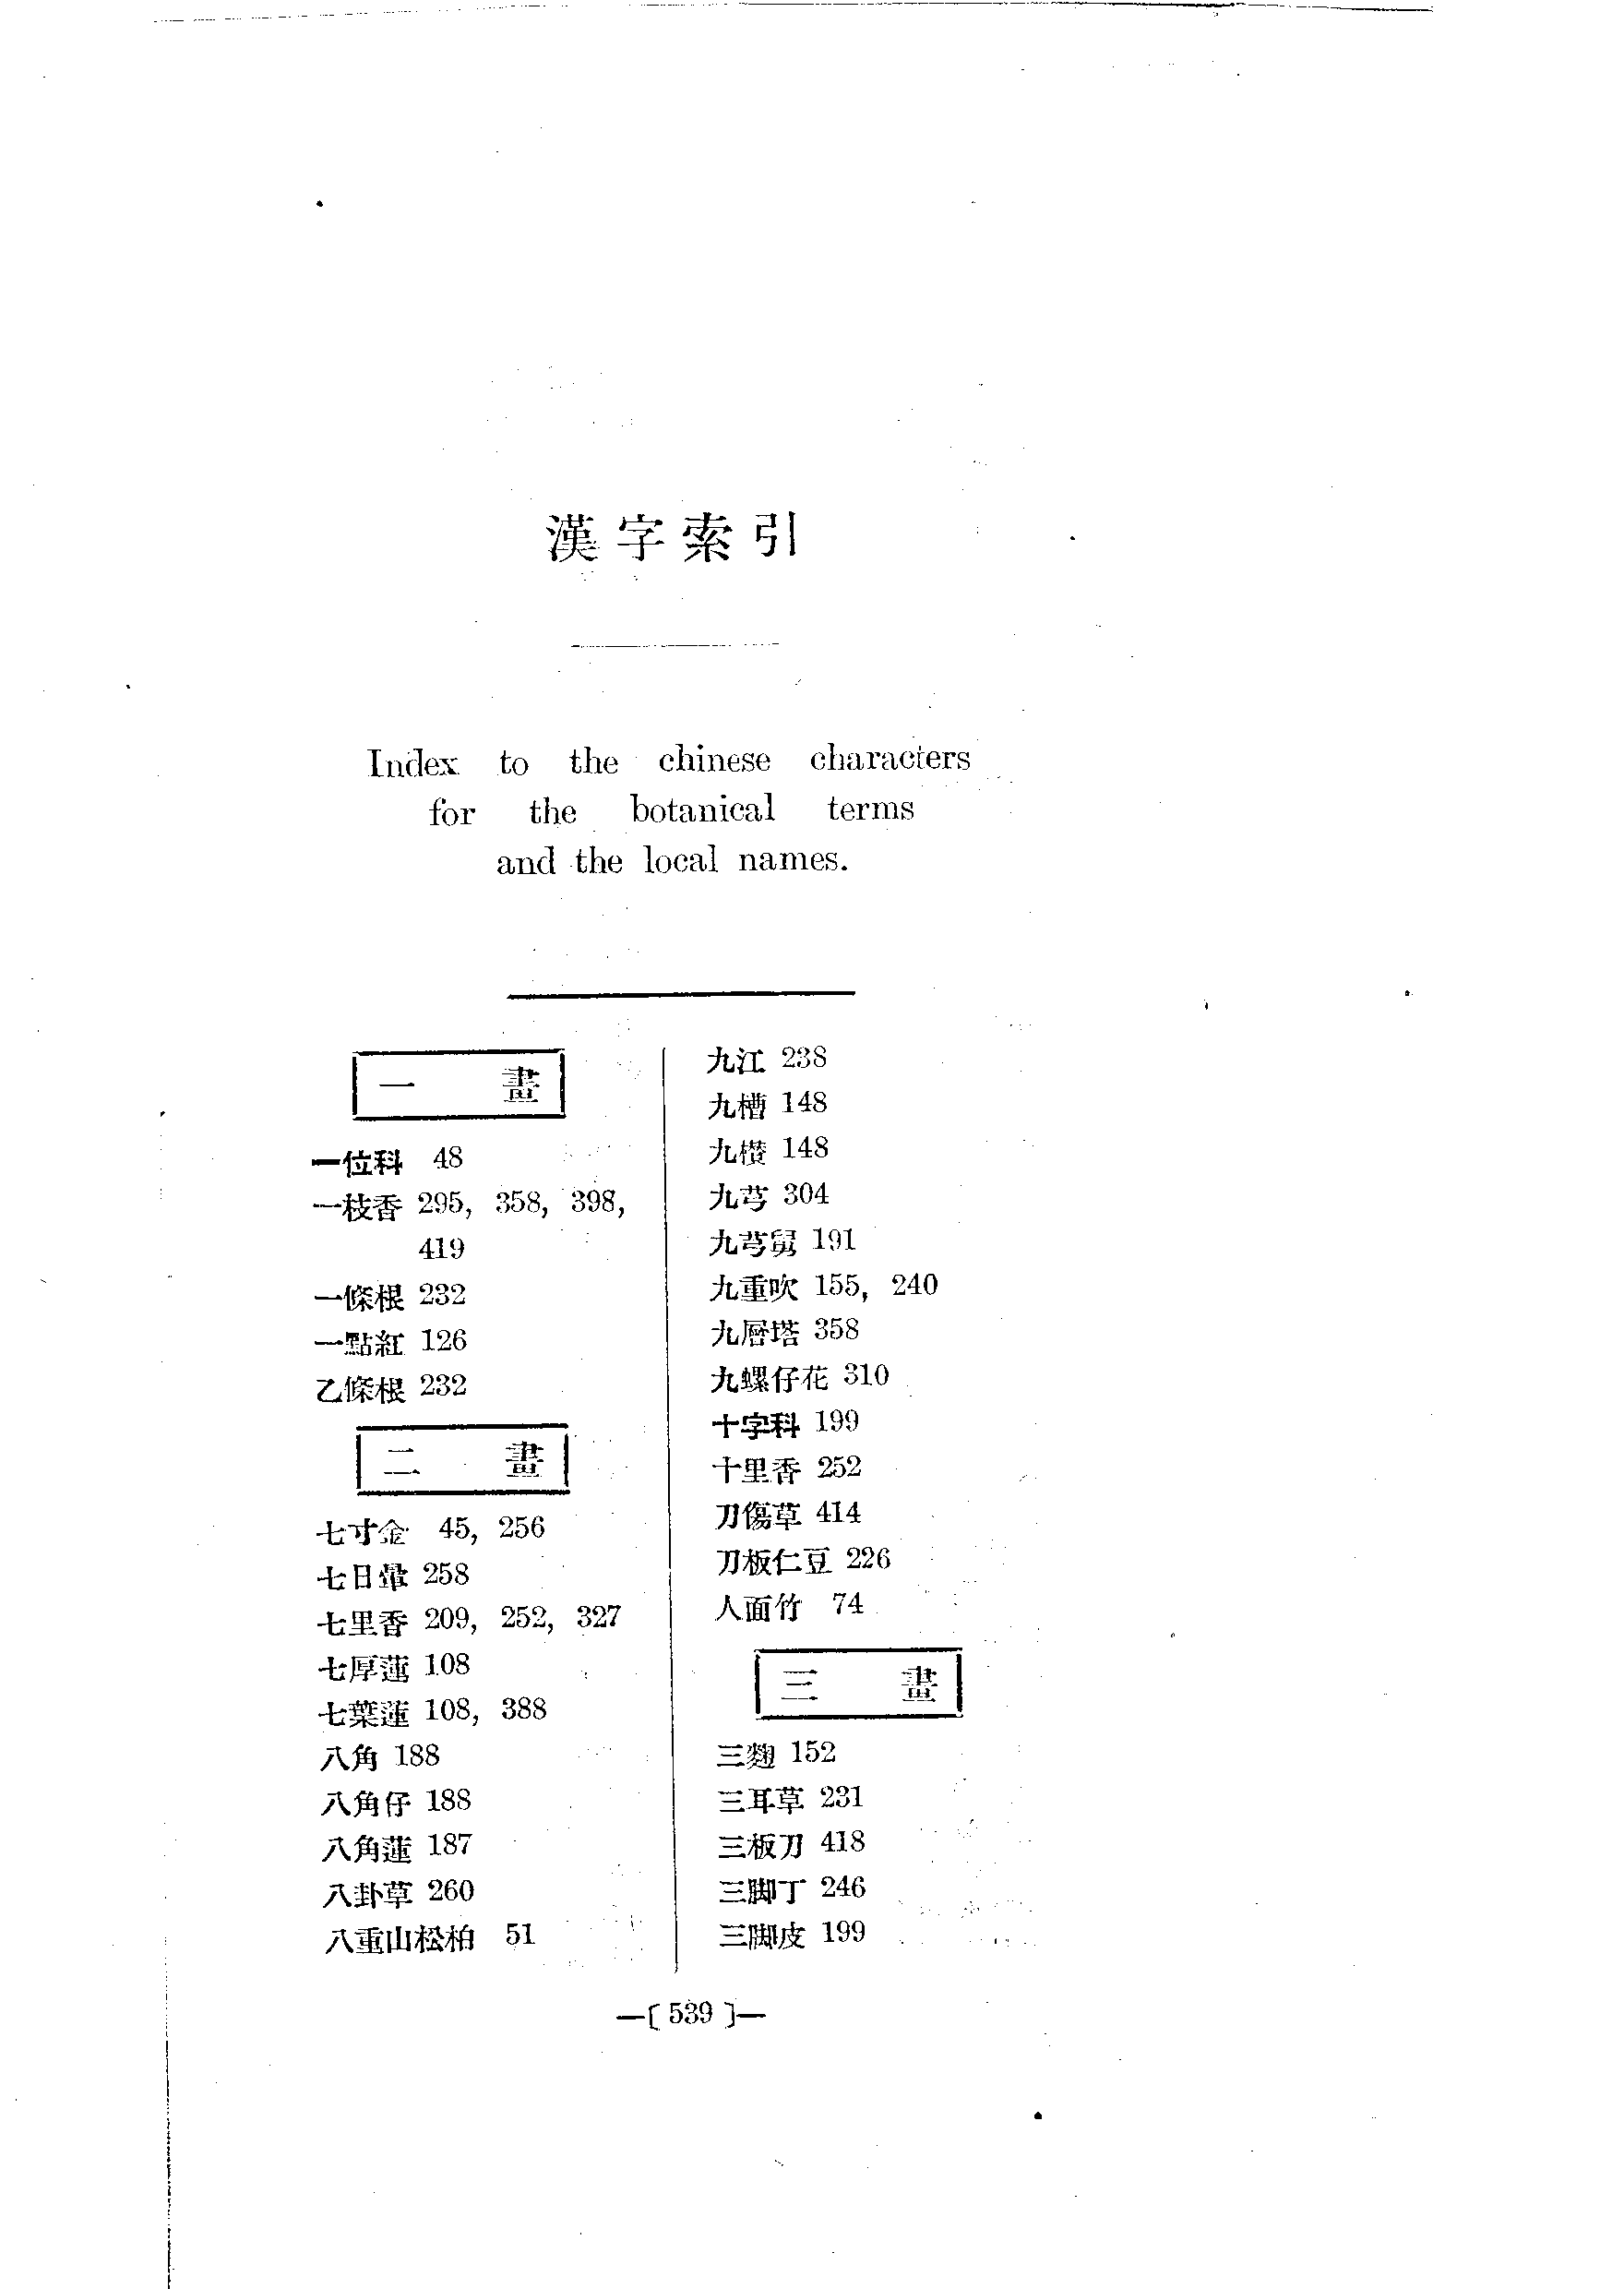 漢字索引
Index to the chinese characters
for the botanical terms
and the local names.
一 畫
一位科 48
一枝香 295, 358, 398,
419
一條根 232
一點紅 126
乙條根 232
二 畫
七寸金 45, 256
七日暈 258
七里香 209, 252, 327
七厚蓮 108
七葉蓮 108, 388
八角 188
八角仔 188
八角蓮 187
八卦草 260
八重山松柏 51
九江 238
九槽 148
九 148
九芎 304
九芎舅 191
九重吹 155, 240
九層塔 358
九螺仔花 310
十字科 199
十里香 252
刀傷草 414
刀板仁豆 226
人面竹 74
三 畫
三 152
三耳草 231
三板刀 418
三脚丁 246
三脚皮 199
—[ 539 ]—